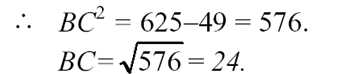 ∴ BC² = 625–49 = 576.
BC=√576 = 24.